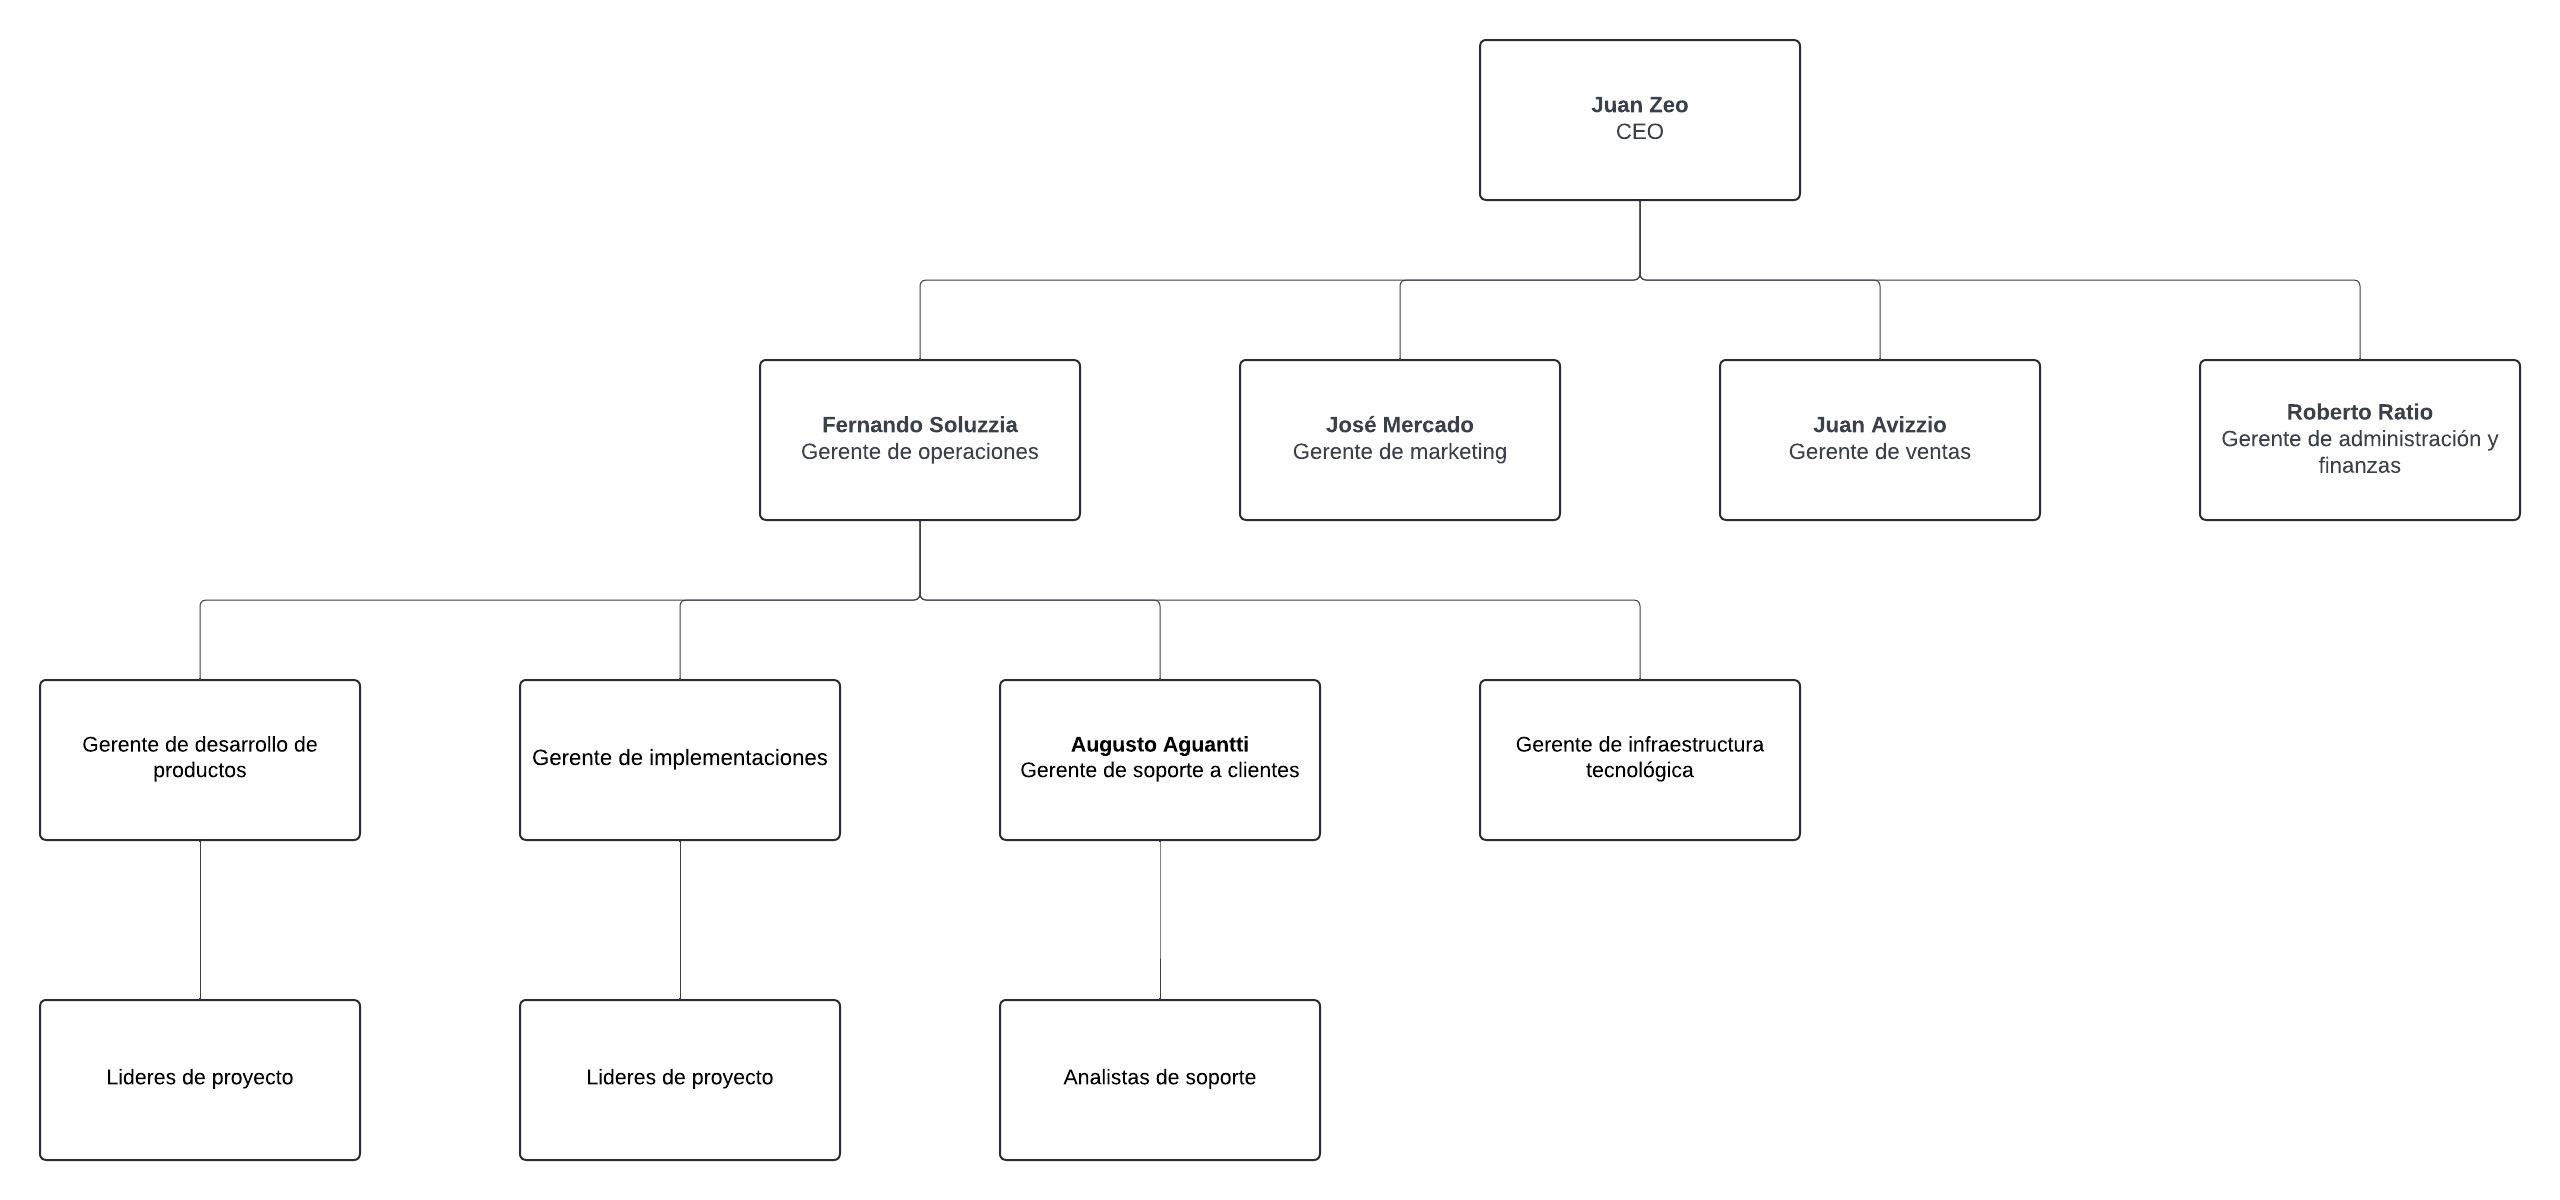 Juan Zeo
CEO
Fernando Soluzzia
Gerente de operaciones
José Mercado
Gerente de marketing
Juan Avizzio
Gerente de ventas
Roberto Ratio
Gerente de administración y
finanzas
Gerente de desarrollo de
productos
Gerente de implementaciones
Augusto Aguantti
Gerente de soporte a clientes
Gerente de infraestructura
tecnológica
Lideres de proyecto
Lideres de proyecto
Analistas de soporte